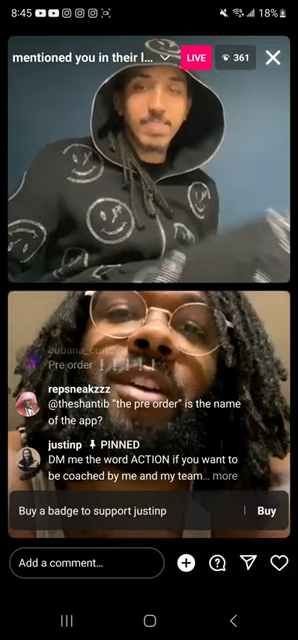 8:45
18%
mentioned you in their l...
LIVE
361
Pre order
repsneakzzz
@theshantib “the pre order” is the name
of the app?
justinp PINNED
DM me the word ACTION if you want to
be coached by me and my team... more
Buy a badge to support justinp
Buy
Add a comment...